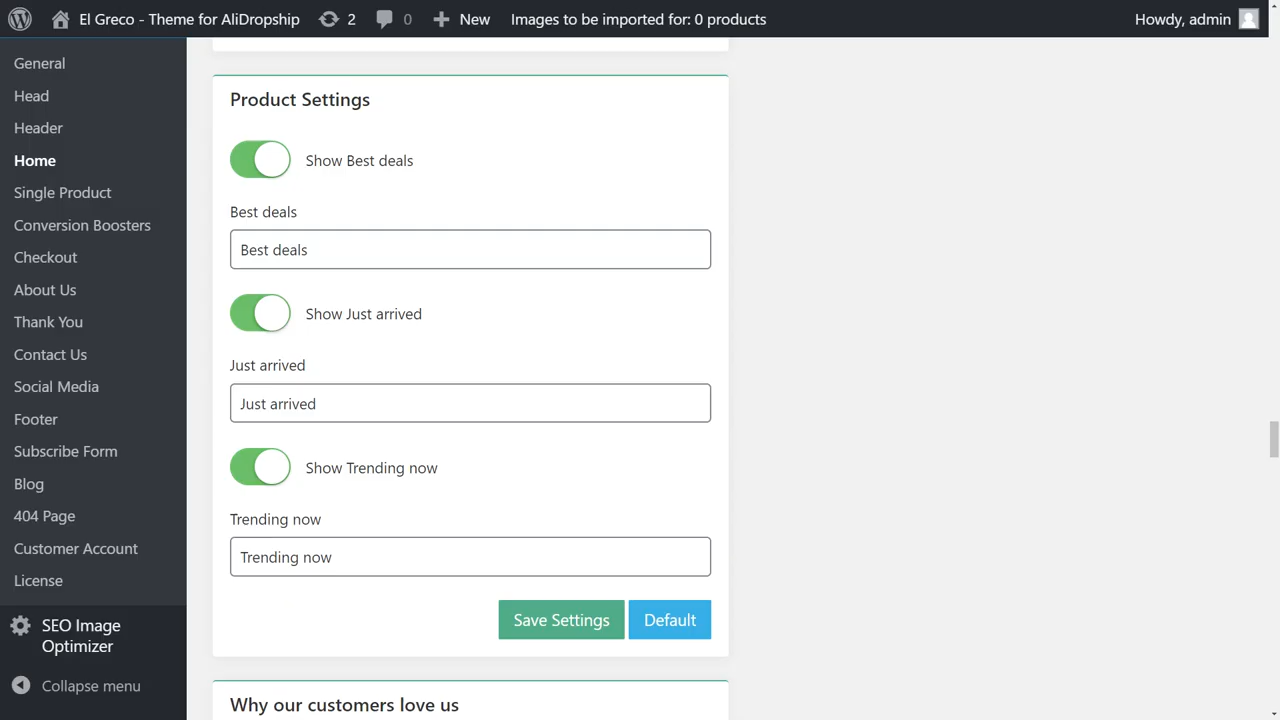 El Greco - Theme for AliDropship
2
0
New
Images to be imported for: 0 products
Howdy, admin
General
Head
Header
Home
Single Product
Conversion Boosters
Checkout
About Us
Thank You
Contact Us
Social Media
Footer
Subscribe Form
Blog
404 Page
Customer Account
License
SEO Image
Optimizer
Collapse menu
Product Settings
Show Best deals
Best deals
Best deals
Show Just arrived
Just arrived
Just arrived
Show Trending now
Trending now
Trending now
Save Settings
Default
Why our customers love us